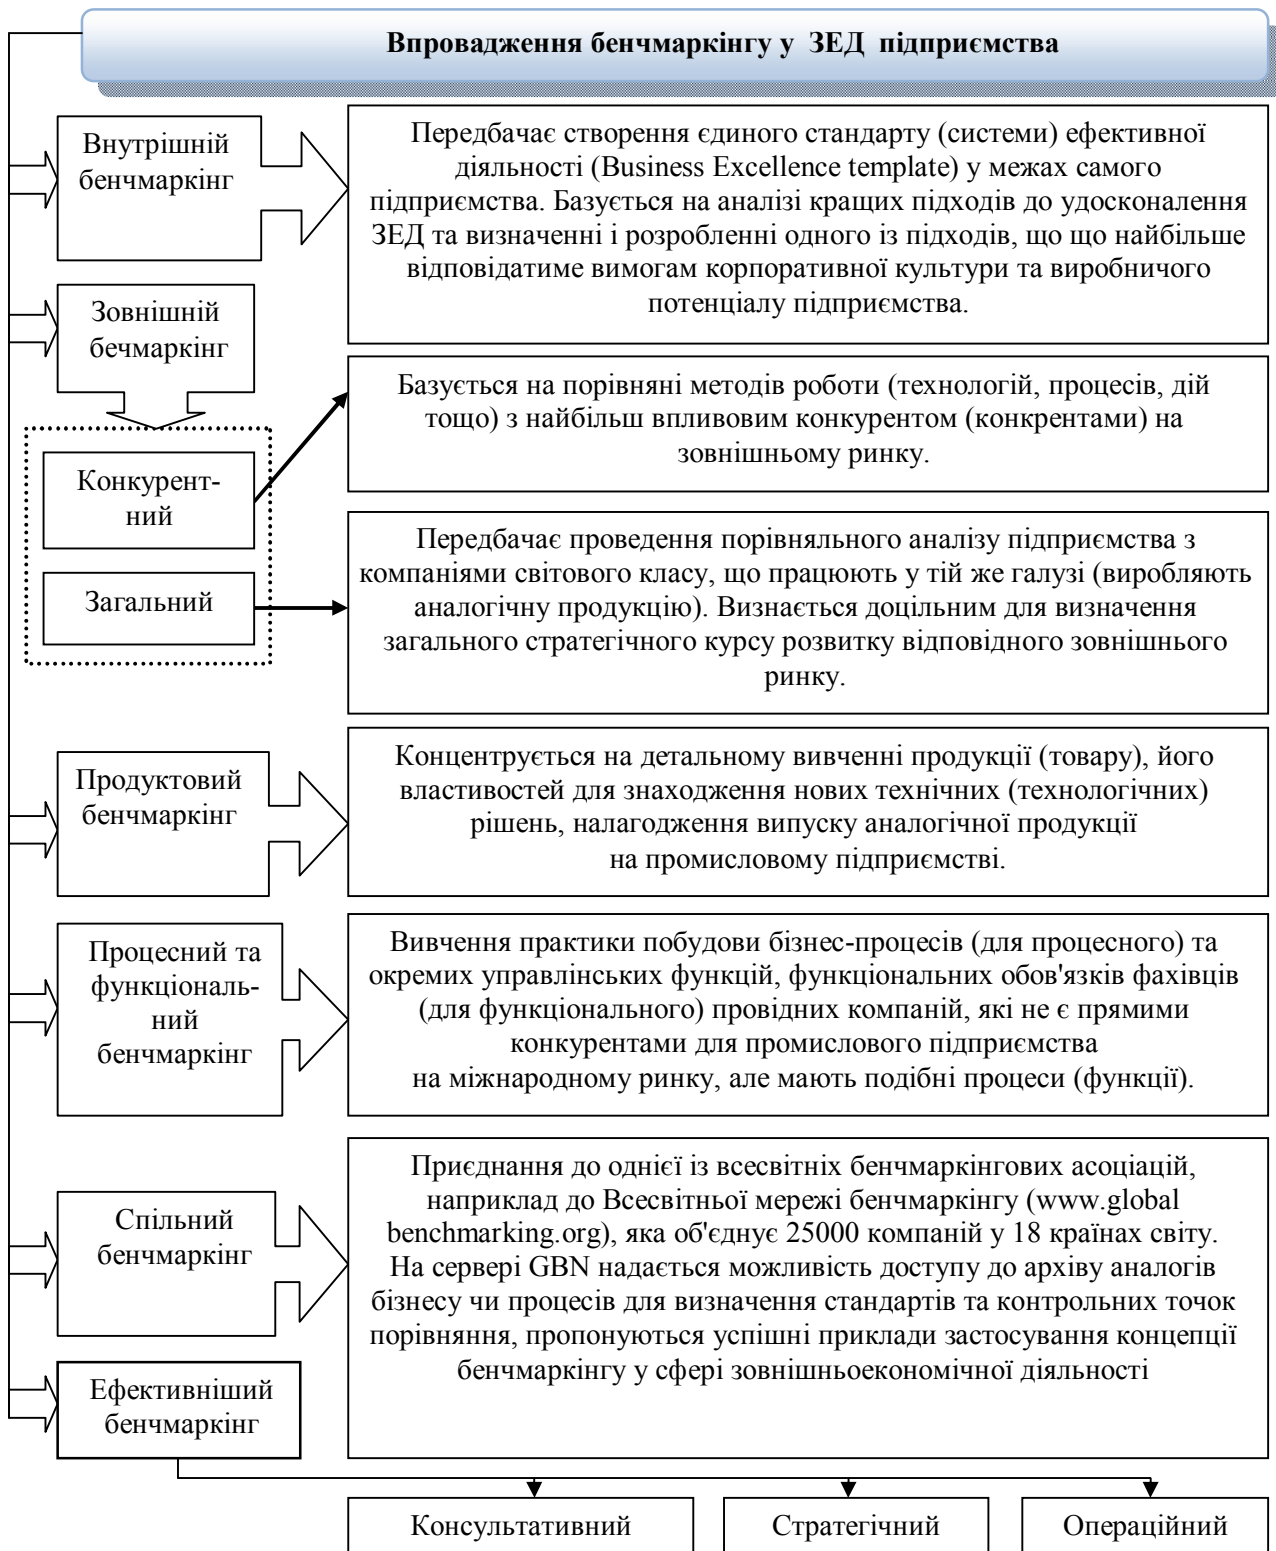 Впровадження бенчмаркінгу у ЗЕД підприємства
Внутрішній
бенчмаркінг
Передбачає створення єдиного стандарту (системи) ефективної
діяльності (Business Excellence template) у межах самого
підприємства. Базується на аналізі кращих підходів до удосконалення
ЗЕД та визначенні і розробленні одного із підходів, що що найбільше
відповідатиме вимогам корпоративної культури та виробничого
потенціалу підприємства.
Зовнішній
бечмаркінг
Конкурент-
ний
Базується на порівняні методів роботи (технологій, процесів, дій
тощо) з найбільш впливовим конкурентом (конкрентами) на
зовнішньому ринку.
Загальний
Передбачає проведення порівняльного аналізу підприємства з
компаніями світового класу, що працюють у тій же галузі (виробляють
аналогічну продукцію). Визнається доцільним для визначення
загального стратегічного курсу розвитку відповідного зовнішнього
ринку.
Продуктовий
бенчмаркінг
Концентрується на детальному вивченні продукції (товару), його
властивостей для знаходження нових технічних (технологічних)
рішень, налагодження випуску аналогічної продукції
на промисловому підприємстві.
Процесний та
функціональ-
ний
бенчмаркінг
Вивчення практики побудови бізнес-процесів (для процесного) та
окремих управлінських функцій, функціональних обов'язків фахівців
(для функціонального) провідних компаній, які не є прямими
конкурентами для промислового підприємства
на міжнародному ринку, але мають подібні процеси (функції).
Спільний
бенчмаркінг
Приєднання до однієї із всесвітніх бенчмаркінгових асоціацій,
наприклад до Всесвітньої мережі бенчмаркінгу (www.global
benchmarking.org), яка об'єднує 25000 компаній у 18 країнах світу.
На сервері GBN надається можливість доступу до архіву аналогів
бізнесу чи процесів для визначення стандартів та контрольних точок
порівняння, пропонуються успішні приклади застосування концепції
бенчмаркінгу у сфері зовнішньоекономічної діяльності
Ефективніший
бенчмаркінг
Консультативний
Стратегічний
Операційний